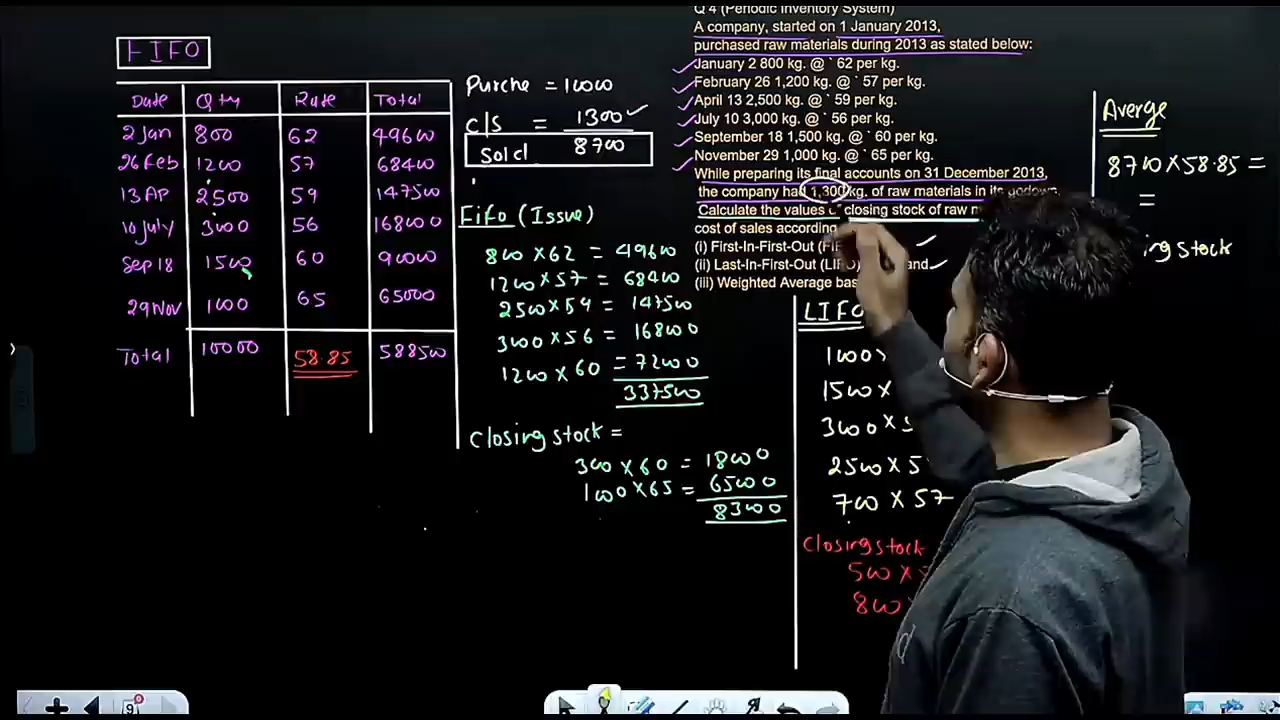 FIFO
Date Qty Rate Total
2 Jan 800 62 49600
26 Feb 1200 57 68400
13 AP 2500 59 147500
10 July 3000 56 168000
Sep 18 1500 60 90000
29 Nov 1000 65 65000
Total 10000 58.85 588500
Purche = 10000
c/s = 1300
Sold 8700
Fifo (Issue)
800 x 62 = 49600
1200 x 57 = 68400
2500 x 59 = 147500
3000 x 56 = 168000
1200 x 60 = 72000
337500
closing stock =
300 x 60 = 18000
1000 x 65 = 65000
83000
Q 4 (Periodic Inventory System)
A company, started on 1 January 2013,
purchased raw materials during 2013 as stated below:
January 2 800 kg. @ ` 62 per kg.
February 26 1,200 kg. @ ` 57 per kg.
April 13 2,500 kg. @ ` 59 per kg.
July 10 3,000 kg. @ ` 56 per kg.
September 18 1,500 kg. @ ` 60 per kg.
November 29 1,000 kg. @ ` 65 per kg.
While preparing its final accounts on 31 December 2013,
the company had 1,300 kg. of raw materials in its godown.
Calculate the values closing stock of raw
cost of sales according
(i) First-In-First-Out
(ii) Last-In-First-Out (LIFO) and
(iii) Weighted Average
LIFO
1000
1500 x
3000 x
2500 x 5
700 x 57
closing stock
500 x
800
Averge
8700 x 58.85 =
=
ing stock